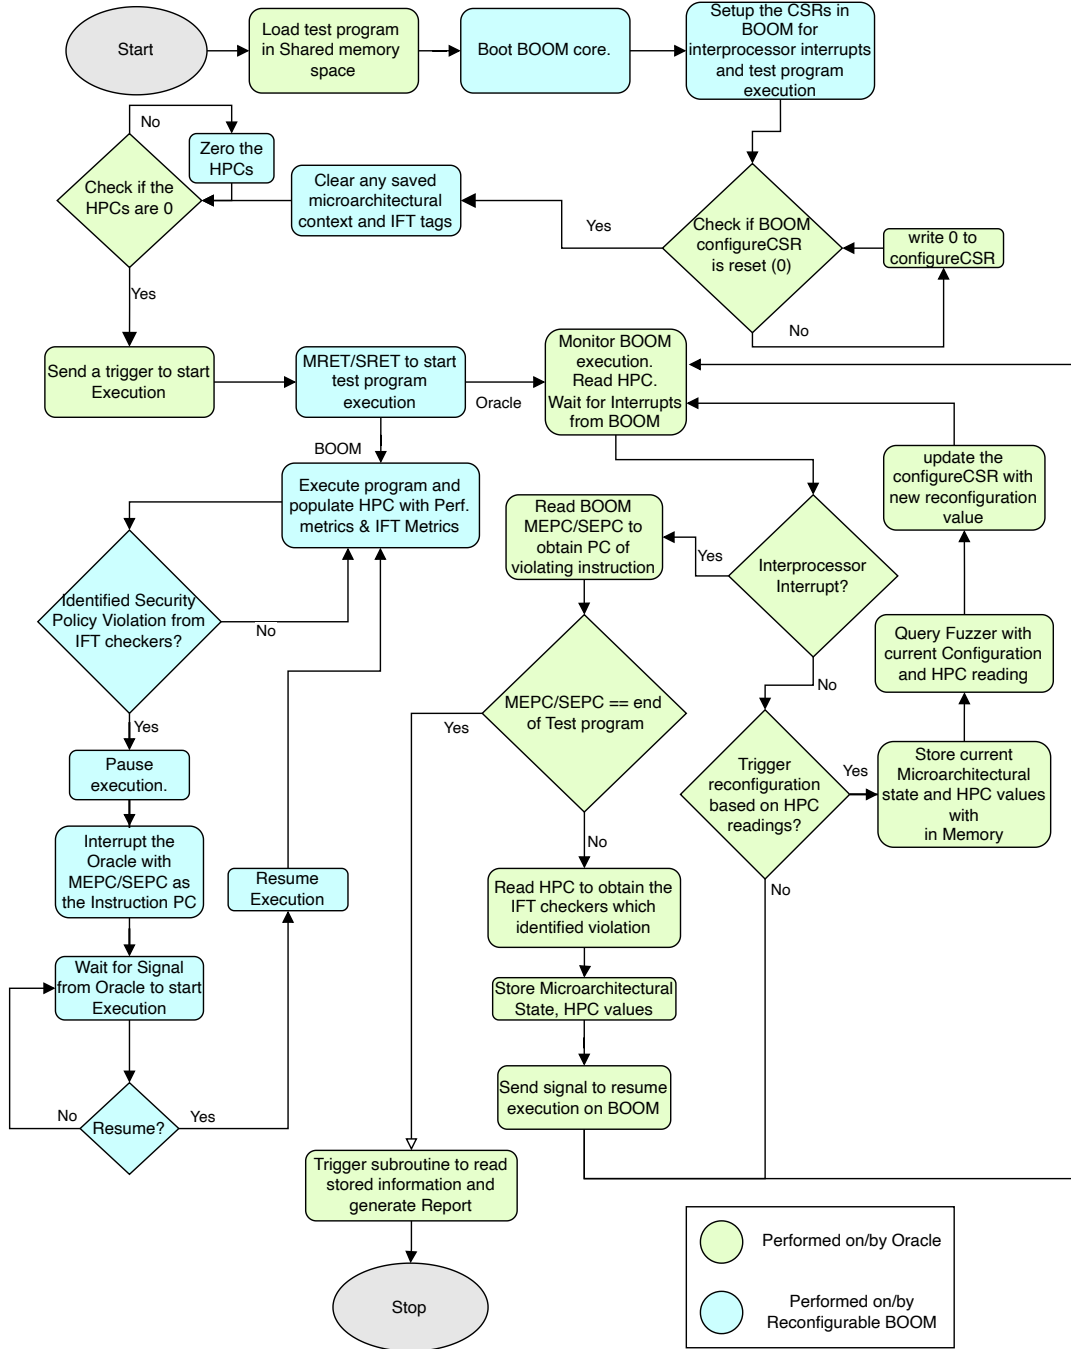 Start
Load test program
in Shared memory
space
Boot BOOM core.
Setup the CSRs in
BOOM for
interprocessor interrupts
and test program
execution
No
Zero the
HPCs
Check if the
HPCs are 0
Clear any saved
microarchitectural
context and IFT tags
Yes
Check if BOOM
configureCSR
is reset (0)
write 0 to
configureCSR
No
Yes
Send a trigger to start
Execution
MRET/SRET to start
test program
execution
Oracle
BOOM
Monitor BOOM
execution.
Read HPC.
Wait for Interrupts
from BOOM
Execute program and
populate HPC with Perf.
metrics & IFT Metrics
Read BOOM
MEPC/SEPC to
obtain PC of
violating instruction
Yes
Interprocessor
Interrupt?
update the
configureCSR with
new reconfigution
value
Identified Security
Policy Violation from
IFT checkers?
No
Query Fuzzer with
current Configuration
and HPC reading
No
MEPC/SEPC == end
of Test program
Yes
Yes
Pause
execution.
Trigger
reconfiguration
based on HPC
readings?
Yes
Store current
Microarchitectural
state and HPC values
with
in Memory
No
No
Interrupt the
Oracle with
MEPC/SEPC as
the Instruction PC
Resume
Execution
Read HPC to obtain the
IFT checkers which
identified violation
Wait for Signal
from Oracle to start
Execution
Store Microarchitectural
State, HPC values
Send signal to resume
execution on BOOM
No
Resume?
Yes
Trigger subroutine to read
stored information and
generate Report
Stop
Performed on/by Oracle
Performed on/by
Reconfigurable BOOM